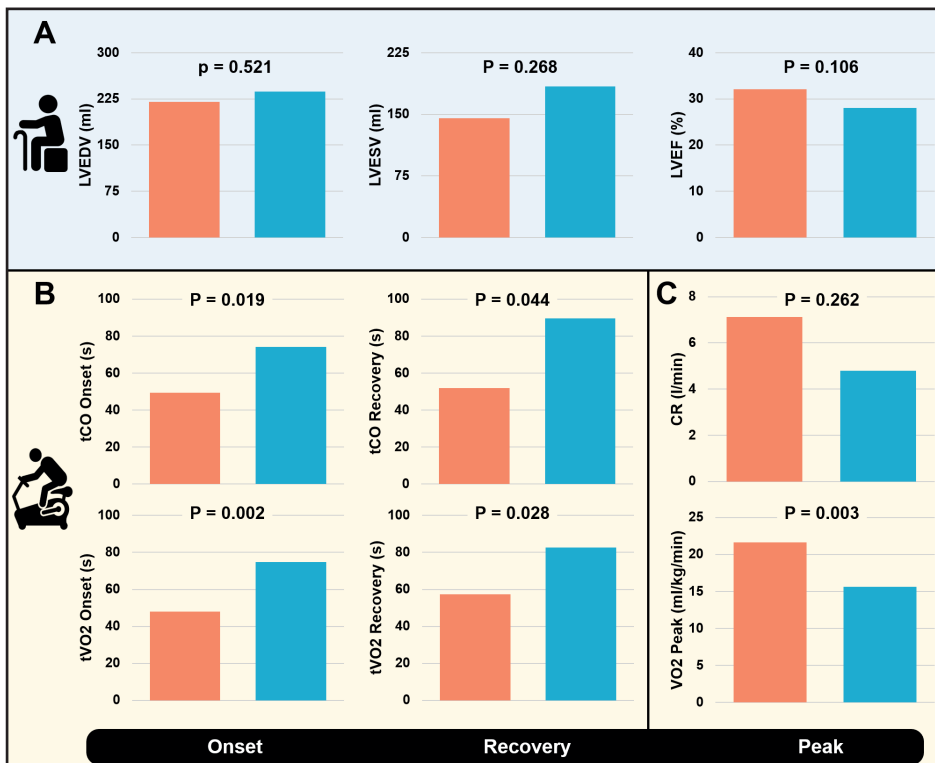 A
LVEDV (ml)
300
225
150
75
0
p = 0.521
LVESV (ml)
225
150
75
0
P = 0.268
LVEF (%)
40
30
20
10
0
P = 0.106
B
tCO Onset (s)
100
80
60
40
20
0
P = 0.019
tCO Recovery (s)
100
80
60
40
20
0
P = 0.044
C
CR (l/min)
8
6
4
2
0
P = 0.262
tVO2 Onset (s)
100
80
60
40
20
0
P = 0.002
tVO2 Recovery (s)
100
80
60
40
20
0
P = 0.028
VO2 Peak (ml/kg/min)
25
20
15
10
5
0
P = 0.003
Onset
Recovery
Peak